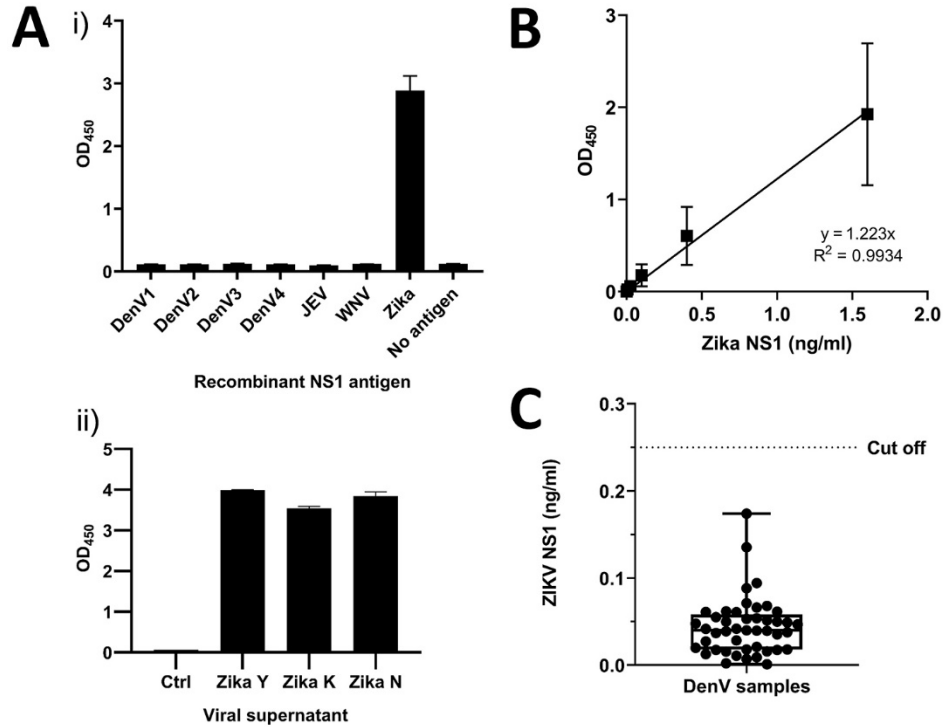 A
i)
4
3
2
1
0
OD450
DenV1
DenV2
DenV3
DenV4
JEV
WNV
Zika
No antigen
Recombinant NS1 antigen
ii)
5
4
3
2
1
0
OD450
Ctrl
Zika Y
Zika K
Zika N
Viral supernatant
B
3
2
1
0
OD450
y = 1.223x
R2 = 0.9934
0.0
0.5
1.0
1.5
2.0
Zika NS1 (ng/ml)
C
0.3
0.2
0.1
0.0
ZIKV NS1 (ng/ml)
Cut off
DenV samples